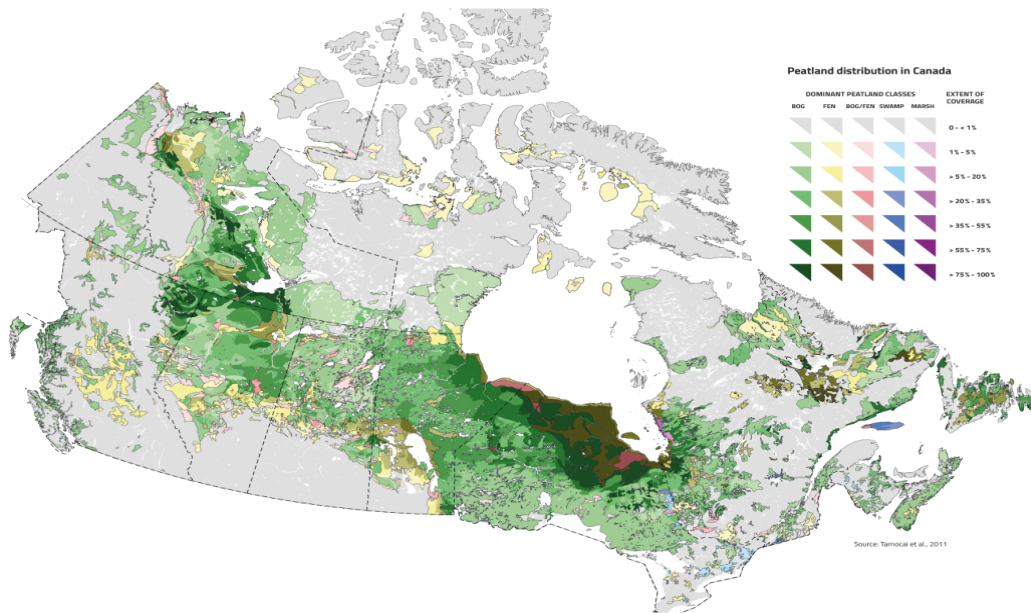 Peatland distribution in Canada
DOMINANT PEATLAND CLASSES
EXTENT OF
COVERAGE
BOG FEN BOG/FEN SWAMP MARSH
0 - < 1%
1% - 5%
> 5% - 20%
> 20% - 35%
> 35% - 55%
> 55% - 75%
> 75% - 100%
Source: Tarnocai et al., 2011